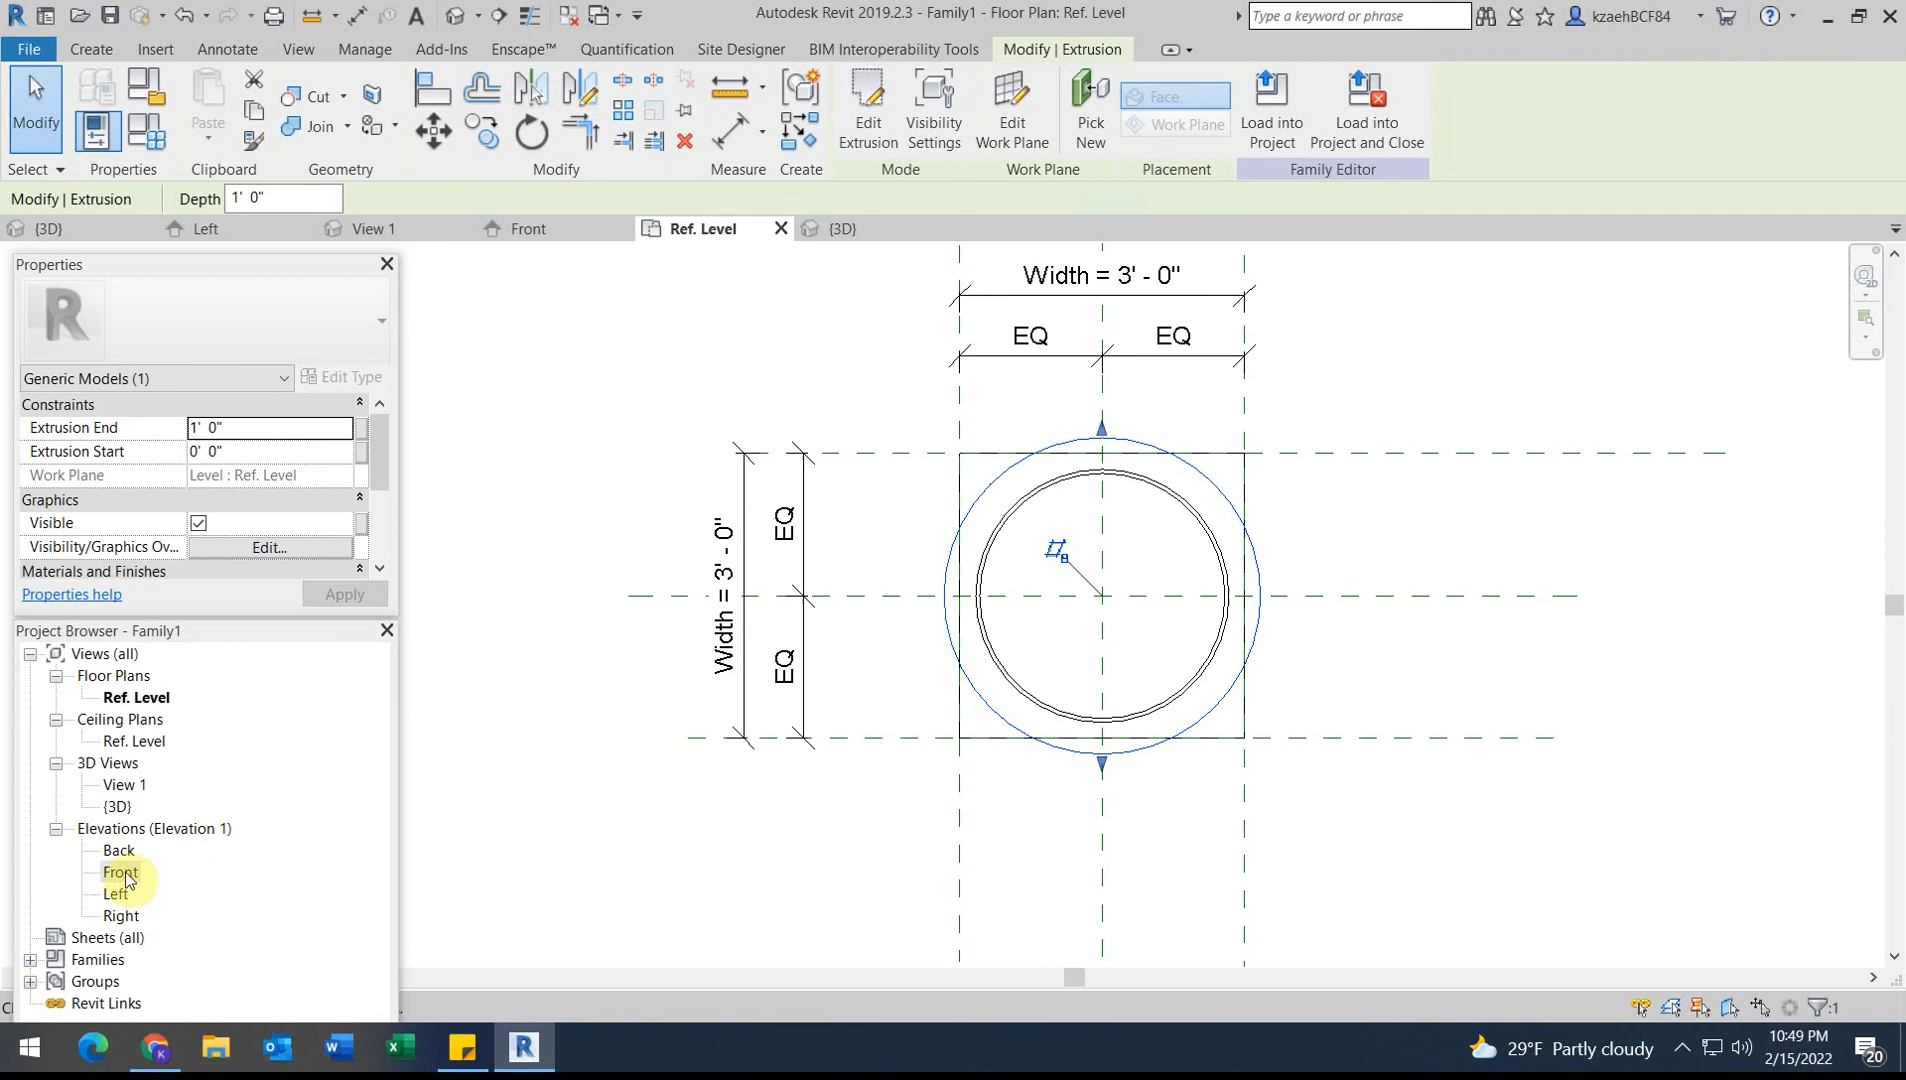 Autodesk Revit 2019.2.3 - Family1 - Floor Plan: Ref. Level
Type a keyword or phrase
kzaehBCF84
File
Create
Insert
Annotate
View
Manage
Add-Ins
Enscape™
Quantification
Site Designer
BIM Interoperability Tools
Modify | Extrusion
Modify
Paste
Cut
Join
Edit
Extrusion
Visibility
Settings
Edit
Work Plane
Pick
New
Face
Work Plane
Load into
Project
Load into
Project and Close
Select
Properties
Clipboard
Geometry
Modify
Measure
Create
Mode
Work Plane
Placement
Family Editor
Modify | Extrusion
Depth
1' 0"
{3D}
Left
View 1
Front
Ref. Level
{3D}
Properties
R
Generic Models (1)
Edit Type
Constraints
Extrusion End
1' 0"
Extrusion Start
0' 0"
Work Plane
Level : Ref. Level
Graphics
Visible
Visibility/Graphics Ov...
Edit...
Materials and Finishes
Properties help
Apply
Project Browser - Family1
Views (all)
Floor Plans
Ref. Level
Ceiling Plans
Ref. Level
3D Views
View 1
{3D}
Elevations (Elevation 1)
Back
Front
Left
Right
Sheets (all)
Families
Groups
Revit Links
Width = 3' - 0"
EQ
EQ
Width = 3' - 0"
EQ
EQ
2D
:1
29°F Partly cloudy
10:49 PM
2/15/2022
20